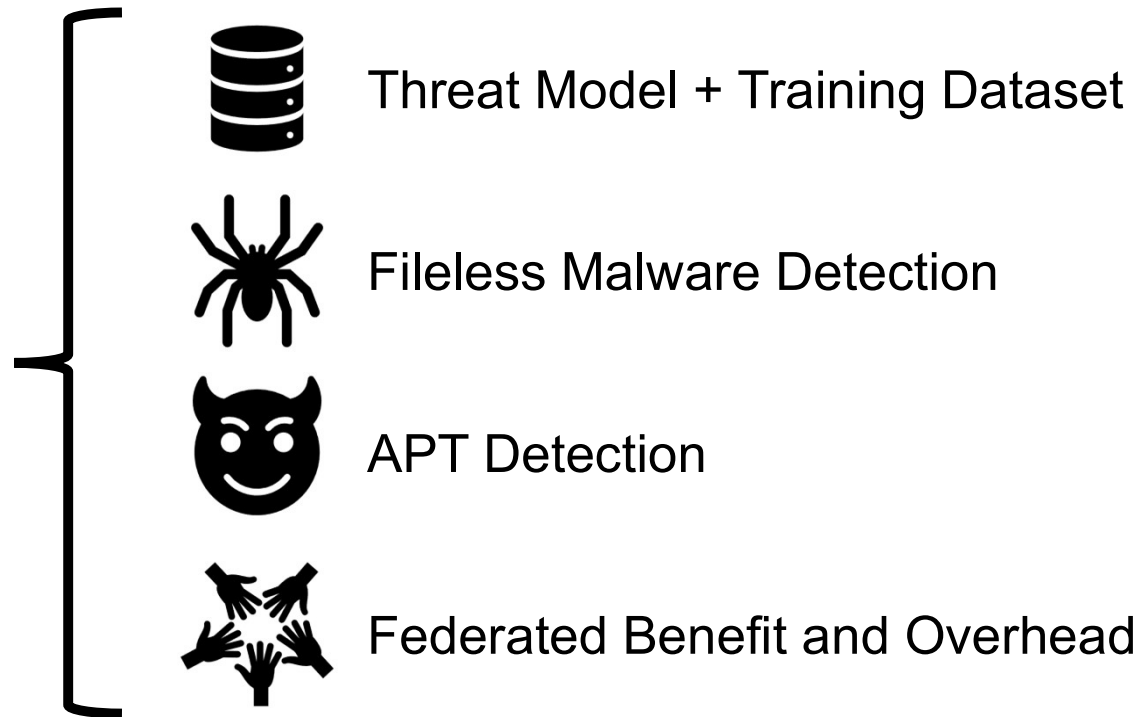 Threat Model + Training Dataset
Fileless Malware Detection
APT Detection
Federated Benefit and Overhead